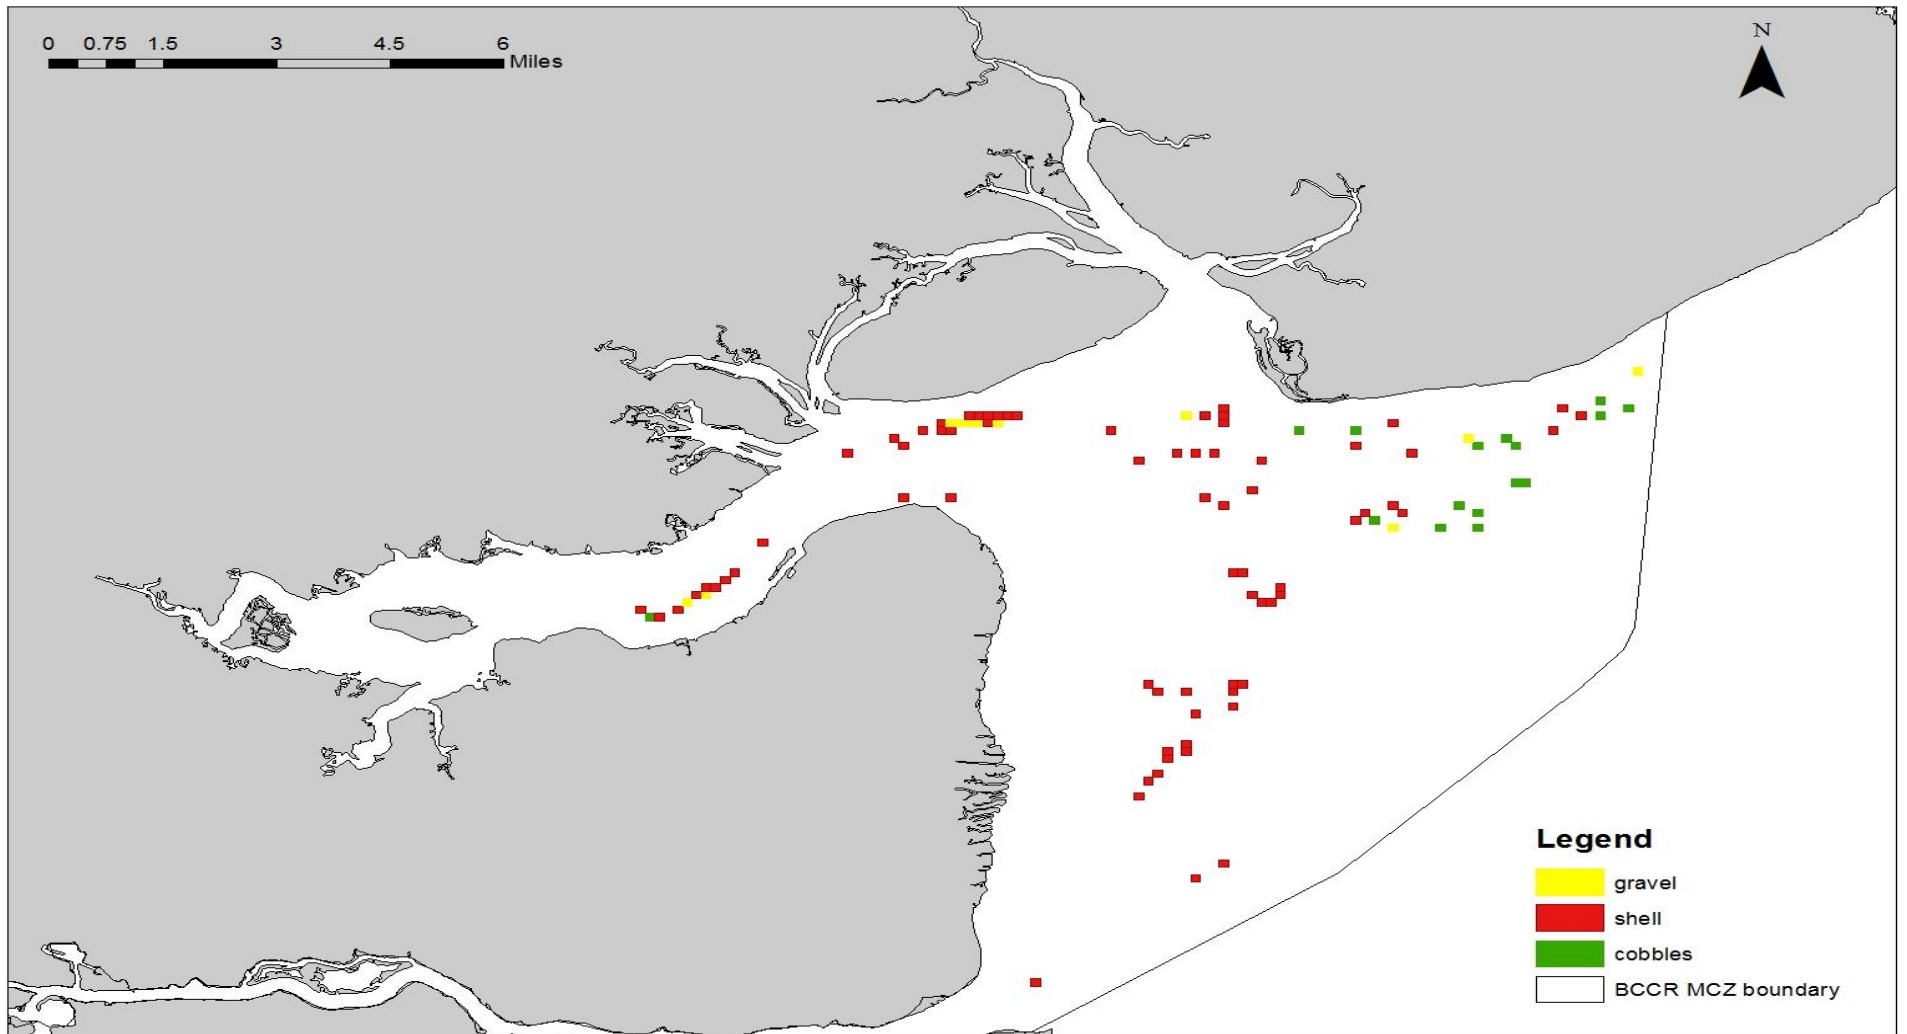 0 0.75 1.5 3 4.5 6
Miles
N
Legend
gravel
shell
cobbles
BCCR MCZ boundary